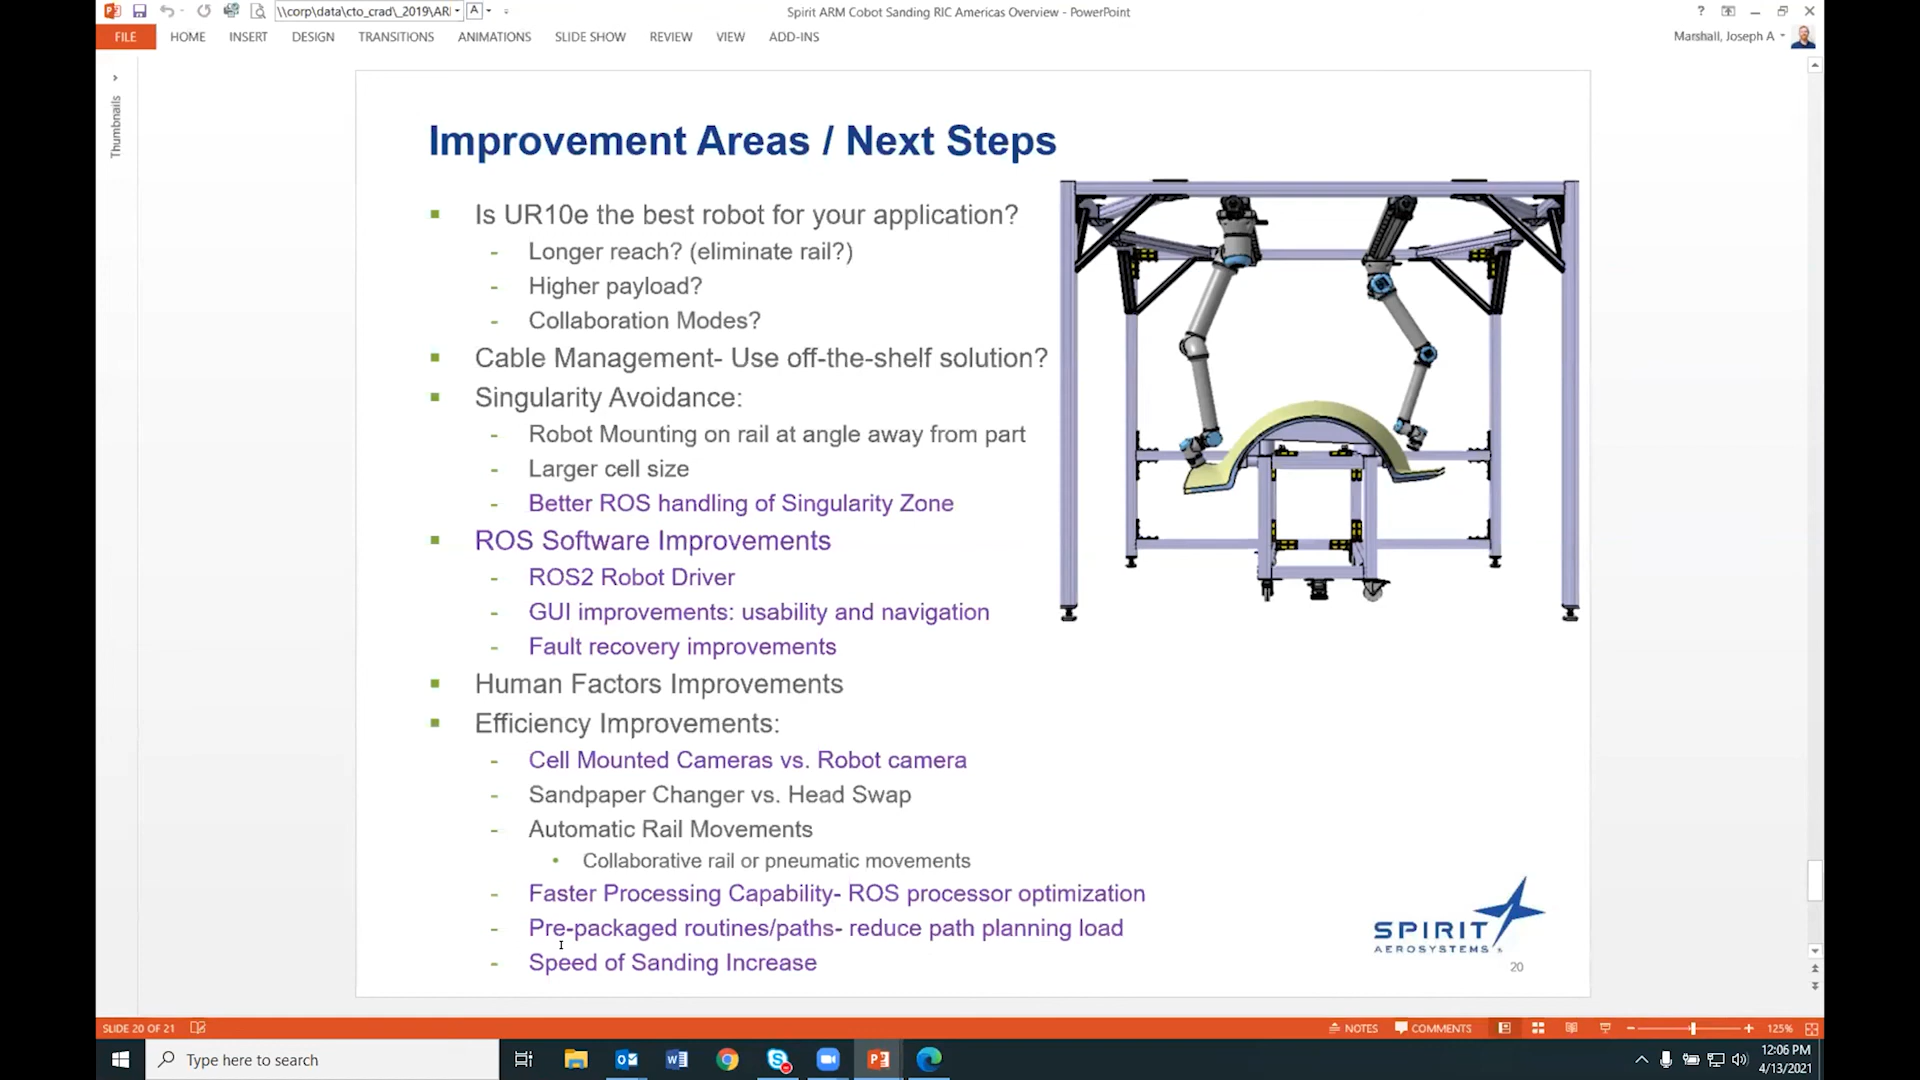 \\corp\data\cto_crad\_2019\AR
A
Spirit ARM Cobot Sanding RIC Americas Overview - PowerPoint
?
FILE
HOME
INSERT
DESIGN
TRANSITIONS
ANIMATIONS
SLIDE SHOW
REVIEW
VIEW
ADD-INS
Marshall, Joseph A
Thumbnails
Improvement Areas / Next Steps
Is UR10e the best robot for your application?
- Longer reach? (eliminate rail?)
- Higher payload?
- Collaboration Modes?
Cable Management- Use off-the-shelf solution?
Singularity Avoidance:
- Robot Mounting on rail at angle away from part
- Larger cell size
- Better ROS handling of Singularity Zone
ROS Software Improvements
- ROS2 Robot Driver
- GUI improvements: usability and navigation
- Fault recovery improvements
Human Factors Improvements
Efficiency Improvements:
- Cell Mounted Cameras vs. Robot camera
- Sandpaper Changer vs. Head Swap
- Automatic Rail Movements
• Collaborative rail or pneumatic movements
- Faster Processing Capability- ROS processor optimization
- Pre-packaged routines/paths- reduce path planning load
- Speed of Sanding Increase
SPIRIT
AEROSYSTEMS
20
SLIDE 20 OF 21
NOTES
COMMENTS
125%
Type here to search
12:06 PM
4/13/2021